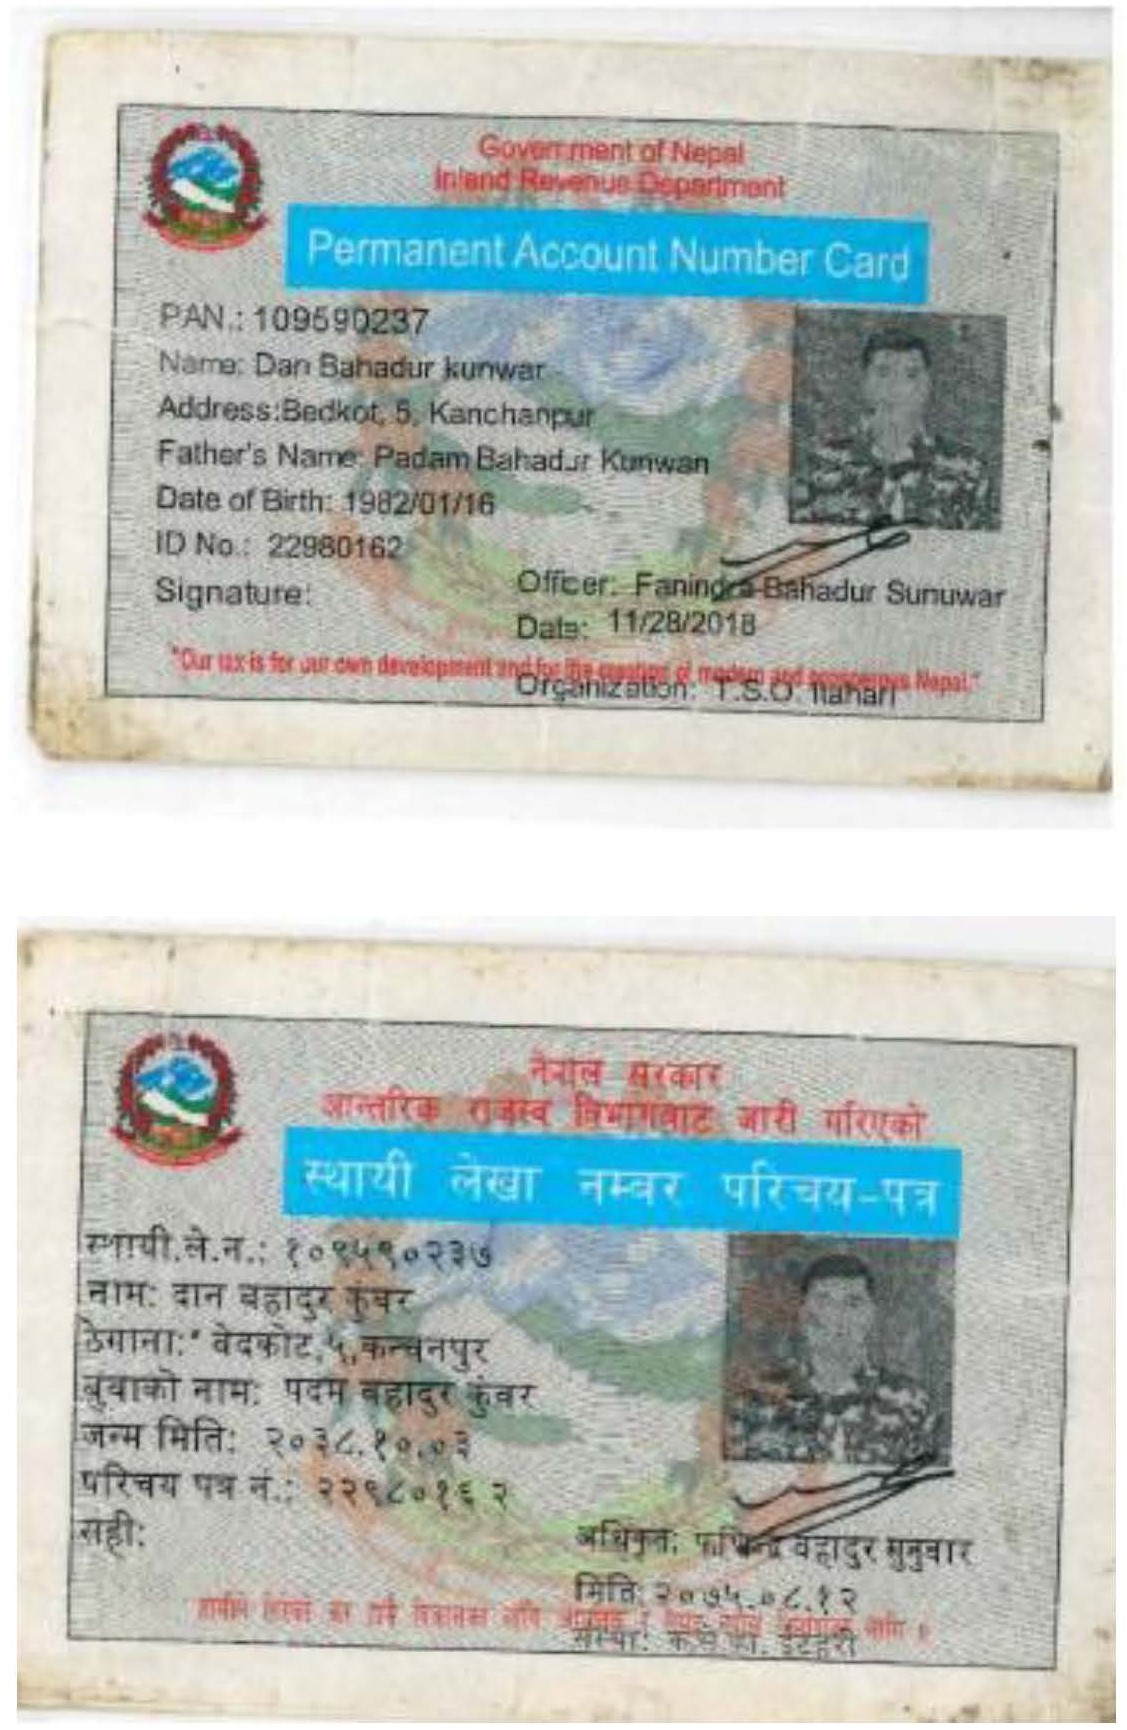 Government of Nepal
Inland Revenue Department
Permanent Account Number Card
PAN.: 109590237
Name: Dan Bahadur kunwar
Address:Bedkot, 5, Kanchanpur
Father's Name: Padam Bahadur Kunwan
Date of Birth: 1982/01/16
ID No.: 22980162
Signature:
Officer: Fanindra Bahadur Sunuwar
Date: 11/28/2018
"Our tax is for our own development and for the creation of modern and prosperous Nepal."
Organization: T.S.O. Itahari
नेपाल सरकार
आन्तरिक राजस्व विभागबाट जारी गरिएको
स्थायी लेखा नम्वर परिचय-पत्र
स्थायी.ले.न.: १०९५९०२३७
नाम: दान बहादुर कुंवर
ठेगाना: वेदकोट,५,कन्चनपुर
बुवाको नाम: पदम बहादुर कुंवर
जन्म मिति: २०३८.१०.०३
परिचय पत्र नं.: २२९८०१६२
सही:
अधिकृत: फणिन्द्र बहादुर सुनुवार
मिति: २०७५.०८.१२
संस्था: क.से.का. इटहरी